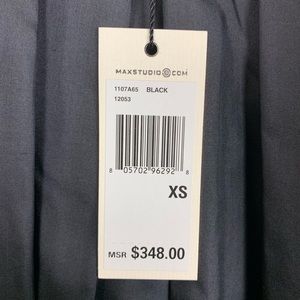 MAXSTUDIO@COM
1107A65 BLACK
12053
8 05702 96292 8
XS
MSR $348.00